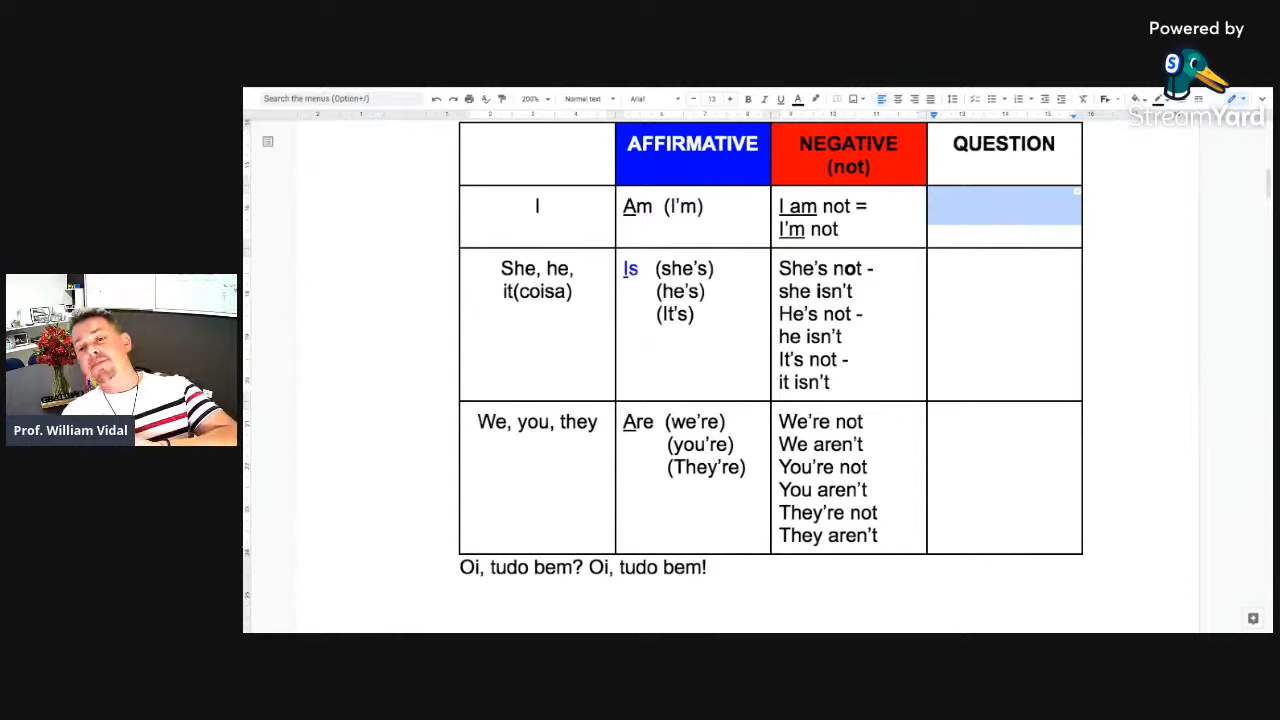 Powered by
StreamYard
Search the menus (Option+/)
200%
Normal text
Arial
13
B I U A
AFFIRMATIVE
NEGATIVE
(not)
QUESTION
I
Am (I'm)
I am not =
I'm not
She, he,
it(coisa)
Is (she's)
(he's)
(It's)
She's not -
she isn't
He's not -
he isn't
It's not -
it isn't
We, you, they
Are (we're)
(you're)
(They're)
We're not
We aren't
You're not
You aren't
They're not
They aren't
Oi, tudo bem? Oi, tudo bem!
Prof. William Vidal